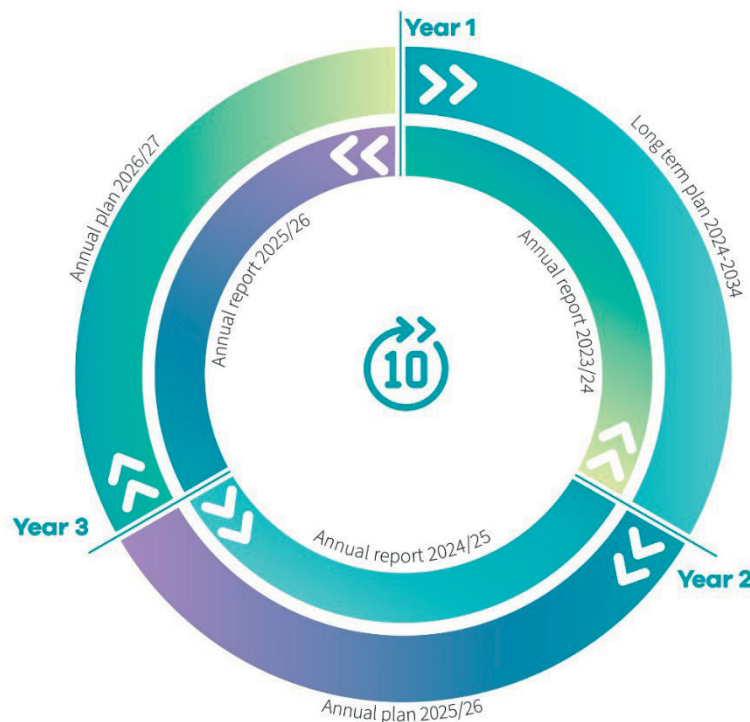 Year 1
Long term plan 2024-2034
Annual plan 2026/27
Annual report 2025/26
Annual report 2023/24
10
Year 3
Annual report 2024/25
Year 2
Annual plan 2025/26